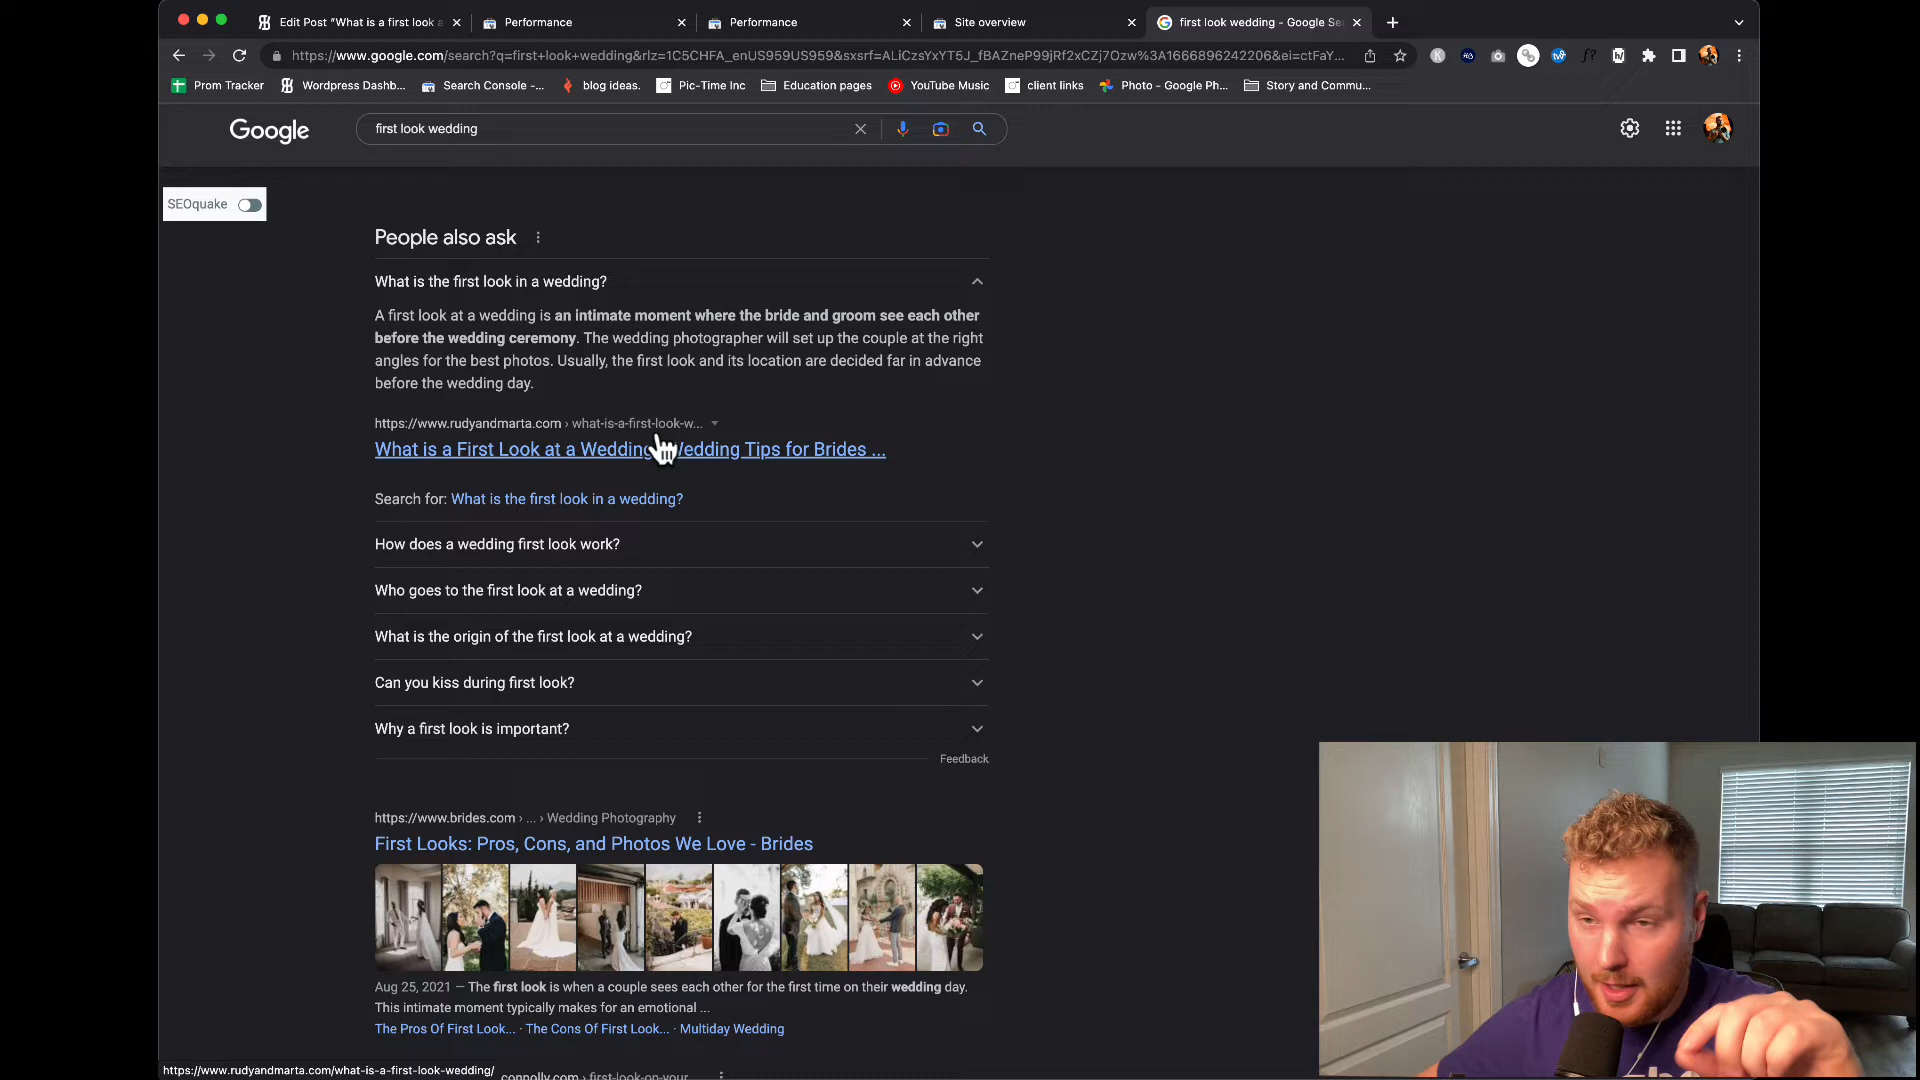 Edit Post “What is a first look a
Performance
Performance
Site overview
first look wedding - Google Se
https://www.google.com/search?q=first+look+wedding&rlz=1C5CHFA_enUS959US959&sxsrf=ALiCzsYxYT5J_fBAZneP99jRf2xCZj7Ozw%3A1666896242206&ei=ctFaY...
Prom Tracker
Wordpress Dashb...
Search Console -...
blog ideas.
Pic-Time Inc
Education pages
YouTube Music
client links
Photo - Google Ph...
Story and Commu...
Google
first look wedding
SEOquake
People also ask
What is the first look in a wedding?
A first look at a wedding is an intimate moment where the bride and groom see each other
before the wedding ceremony. The wedding photographer will set up the couple at the right
angles for the best photos. Usually, the first look and its location are decided far in advance
before the wedding day.
https://www.rudyandmarta.com › what-is-a-first-look-w...
What is a First Look at a Wedding Wedding Tips for Brides ...
Search for: What is the first look in a wedding?
How does a wedding first look work?
Who goes to the first look at a wedding?
What is the origin of the first look at a wedding?
Can you kiss during first look?
Why a first look is important?
Feedback
https://www.brides.com › ... › Wedding Photography
First Looks: Pros, Cons, and Photos We Love - Brides
Aug 25, 2021 — The first look is when a couple sees each other for the first time on their wedding day.
This intimate moment typically makes for an emotional ...
The Pros Of First Look... · The Cons Of First Look... · Multiday Wedding
https://www.rudyandmarta.com/what-is-a-first-look-wedding/
connolly.com › first-look-on-your...